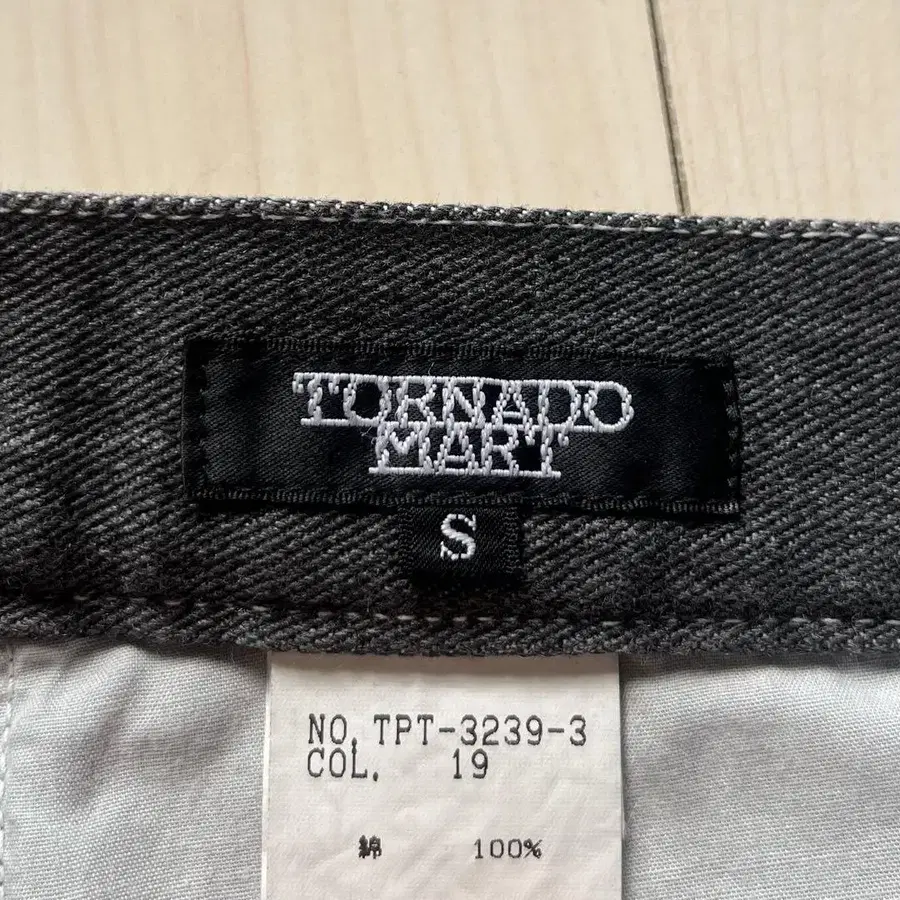 TORNADO
MART
S
NO. TPT-3239-3
COL. 19
綿 100%